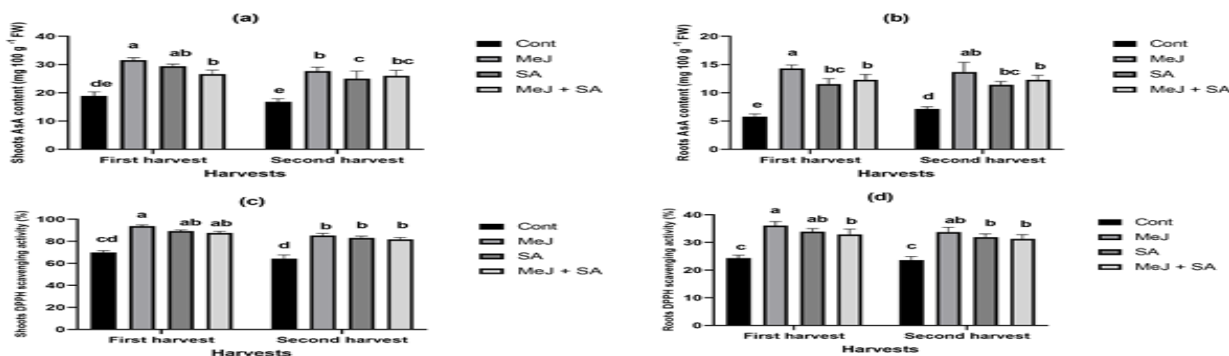 (a)
Shoots AsA content (mg 100 g -1 FW)
40
30
20
10
0
de
a
ab
b
e
b
c
bc
First harvest
Second harvest
Harvests
Cont
MeJ
SA
MeJ + SA
(b)
Roots AsA content (mg 100 g -1 FW)
20
15
10
5
0
e
a
bc
b
d
ab
bc
b
First harvest
Second harvest
Harvests
Cont
MeJ
SA
MeJ + SA
(c)
Shoots DPPH scavenging activity (%)
100
80
60
40
20
0
cd
a
ab
ab
d
b
b
b
First harvest
Second harvest
Harvests
Cont
MeJ
SA
MeJ + SA
(d)
Roots DPPH scavenging activity (%)
40
30
20
10
0
c
a
ab
b
c
ab
b
b
First harvest
Second harvest
Harvests
Cont
MeJ
SA
MeJ + SA